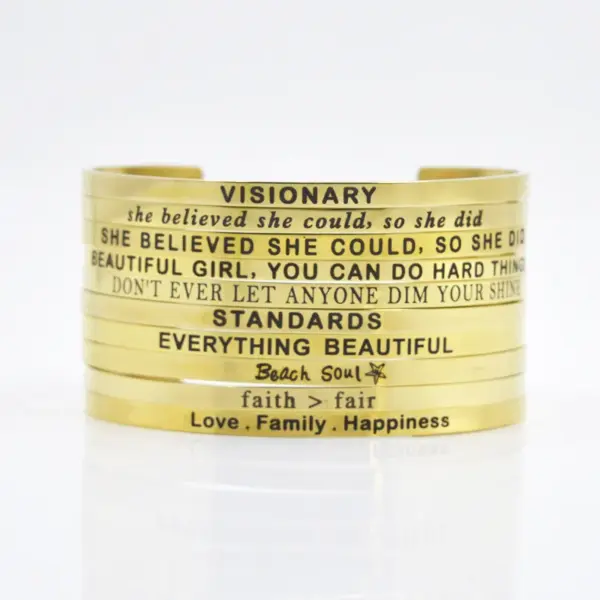 VISIONARY
she believed she could, so she did
SHE BELIEVED SHE COULD, SO SHE DID
BEAUTIFUL GIRL, YOU CAN DO HARD THING
DON'T EVER LET ANYONE DIM YOUR SHINE
STANDARDS
EVERYTHING BEAUTIFUL
Beach Soul
faith > fair
Love . Family . Happiness